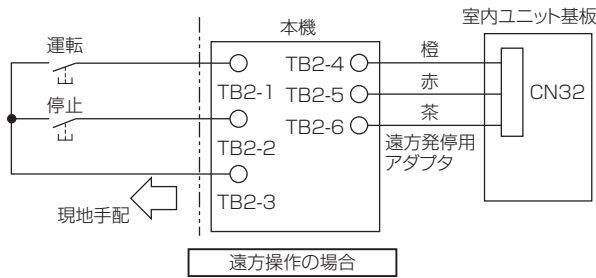 室内ユニット基板
本機
運転
TB2-4
橙
TB2-1
TB2-5
赤
CN32
停止
TB2-6
茶
TB2-2
遠方発停用
アダプタ
TB2-3
現地手配
遠方操作の場合